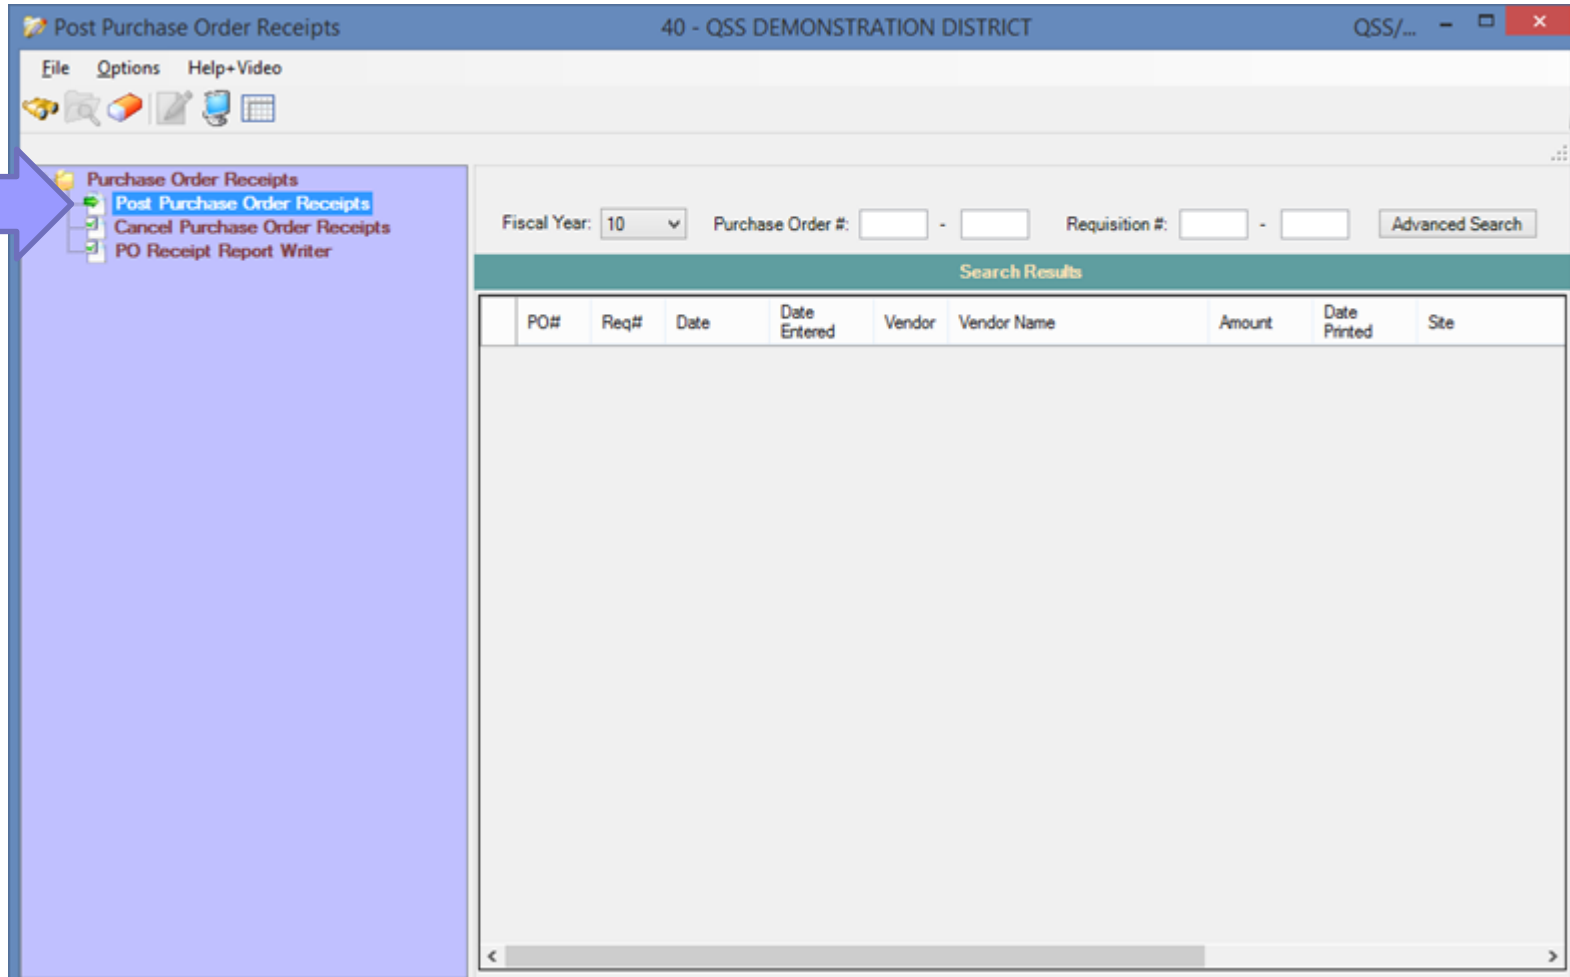 Post Purchase Order Receipts 40 - QSS DEMONSTRATION DISTRICT QSS/...
File Options Help+Video
Purchase Order Receipts
Post Purchase Order Receipts
Cancel Purchase Order Receipts
PO Receipt Report Writer
Fiscal Year: 10 Purchase Order #: - Requisition #: - Advanced Search
Search Results
PO# Req# Date Date Entered Vendor Vendor Name Amount Date Printed Site